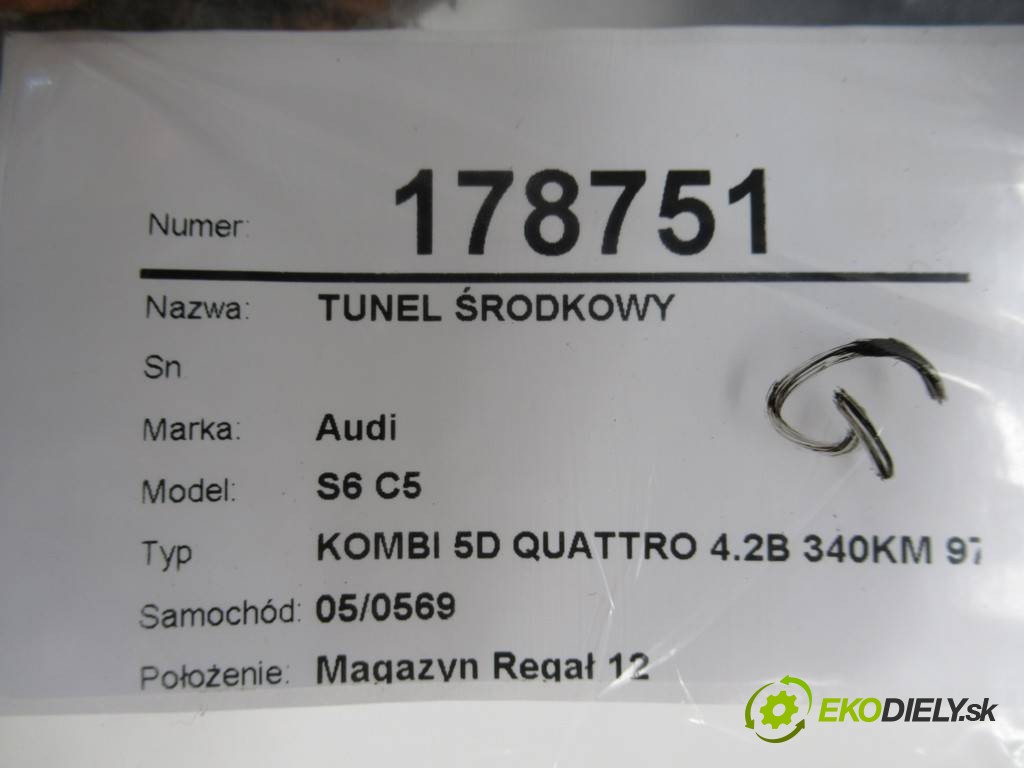 Numer: 178751
Nazwa: TUNEL ŚRODKOWY
Sn
Marka: Audi
Model: S6 C5
Typ KOMBI 5D QUATTRO 4.2B 340KM 97
Samochód: 05/0569
Położenie: Magazyn Regał 12
G
EKODIELY.sk